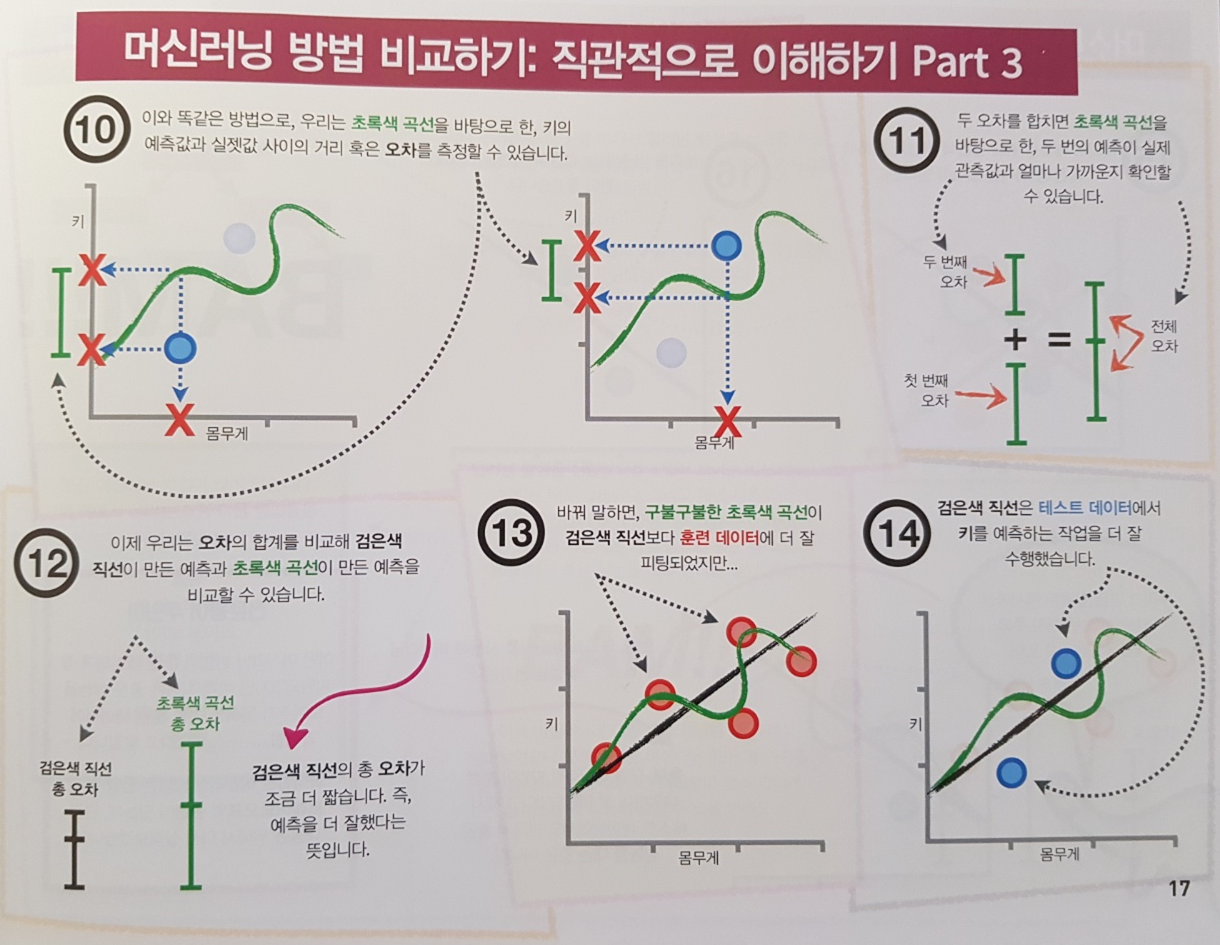 머신러닝 방법 비교하기: 직관적으로 이해하기 Part 3
10
이와 똑같은 방법으로, 우리는 초록색 곡선을 바탕으로 한, 키의
예측값과 실젯값 사이의 거리 혹은 오차를 측정할 수 있습니다.
키
몸무게
키
몸무게
11
두 오차를 합치면 초록색 곡선을
바탕으로 한, 두 번의 예측이 실제
관측값과 얼마나 가까운지 확인할
수 있습니다.
두 번째
오차
+
=
첫 번째
오차
전체
오차
12
이제 우리는 오차의 합계를 비교해 검은색
직선이 만든 예측과 초록색 곡선이 만든 예측을
비교할 수 있습니다.
초록색 곡선
총 오차
검은색 직선
총 오차
검은색 직선의 총 오차가
조금 더 짧습니다. 즉,
예측을 더 잘했다는
뜻입니다.
13
바꿔 말하면, 구불구불한 초록색 곡선이
검은색 직선보다 훈련 데이터에 더 잘
피팅되었지만...
키
몸무게
14
검은색 직선은 테스트 데이터에서
키를 예측하는 작업을 더 잘
수행했습니다.
키
몸무게
17